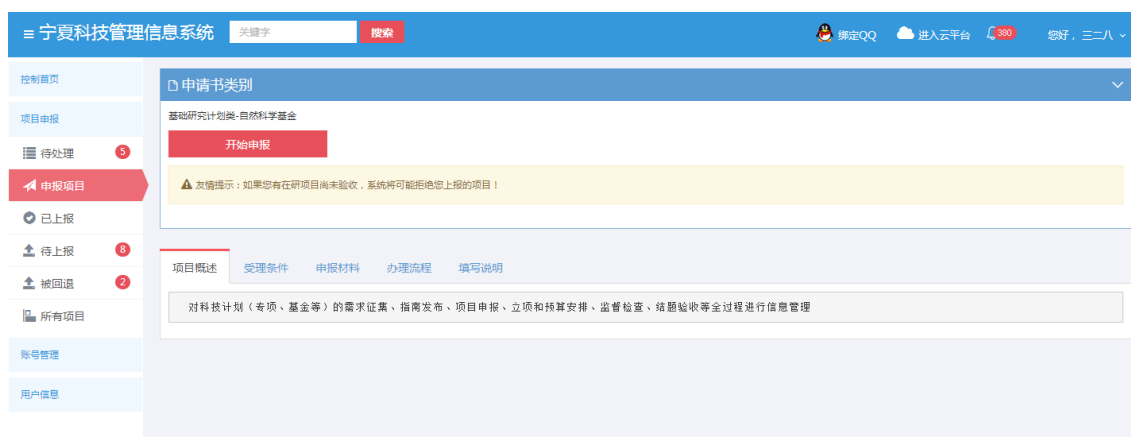 宁夏科技管理信息系统 关键字 搜索 绑定QQ 进入云平台 380 您好，三二八
控制首页
项目申报
待处理 5
申报项目
已上报
待上报 8
被回退 2
所有项目
账号管理
用户信息
申请书类别
基础研究计划类-自然科学基金
开始申报
友情提示：如果您有在研项目尚未验收，系统将可能拒绝您上报的项目！
项目概述 受理条件 申报材料 办理流程 填写说明
对科技计划（专项、基金等）的需求征集、指南发布、项目申报、立项和预算安排、监督检查、结题验收等全过程进行信息管理